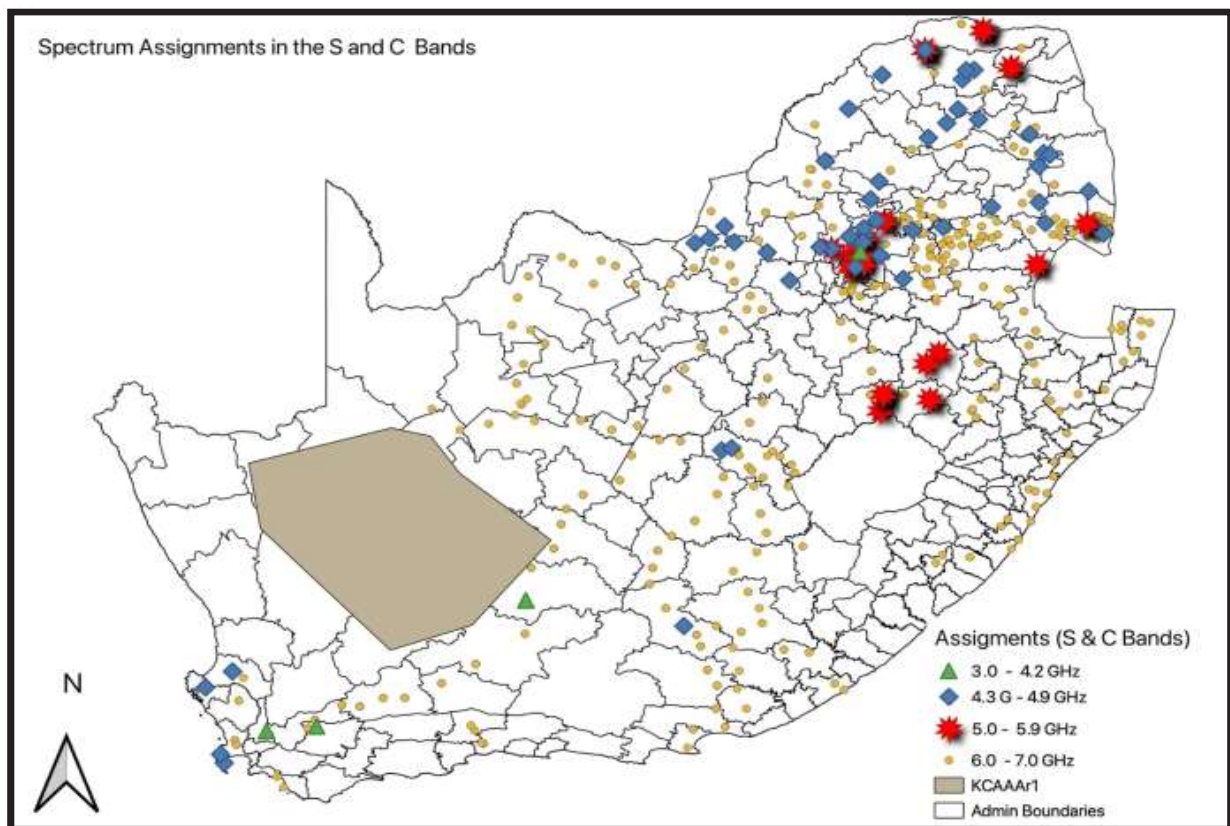 Spectrum Assignments in the S and C Bands
N
Assigments (S & C Bands)
3.0 - 4.2 GHz
4.3 G - 4.9 GHz
5.0 - 5.9 GHz
6.0 - 7.0 GHz
KCAAAr1
Admin Boundaries